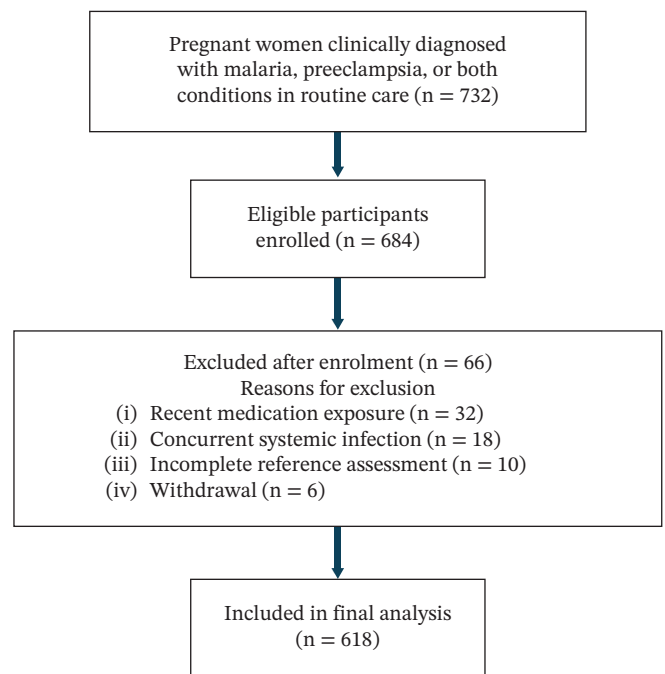 Pregnant women clinically diagnosed
with malaria, preeclampsia, or both
conditions in routine care (n = 732)
Eligible participants
enrolled (n = 684)
Excluded after enrolment (n = 66)
Reasons for exclusion
(i) Recent medication exposure (n = 32)
(ii) Concurrent systemic infection (n = 18)
(iii) Incomplete reference assessment (n = 10)
(iv) Withdrawal (n = 6)
Included in final analysis
(n = 618)